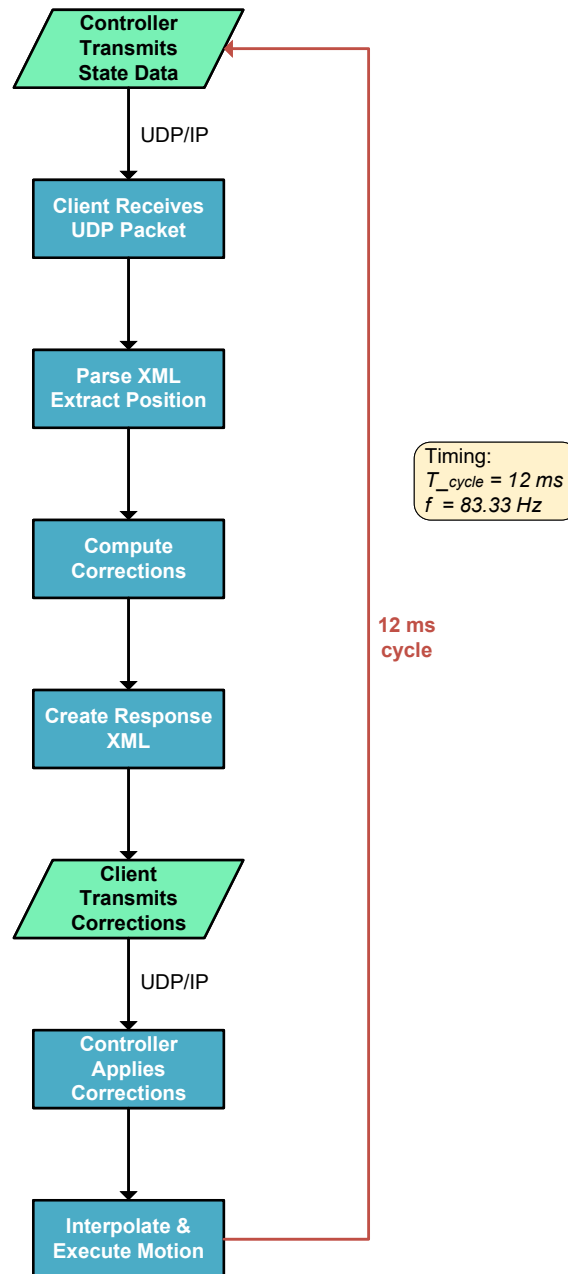 Controller
Transmits
State Data
UDP/IP
Client Receives
UDP Packet
Parse XML
Extract Position
Timing:
T_cycle = 12 ms
f = 83.33 Hz
Compute
Corrections
12 ms
cycle
Create Response
XML
Client
Transmits
Corrections
UDP/IP
Controller
Applies
Corrections
Interpolate &
Execute Motion